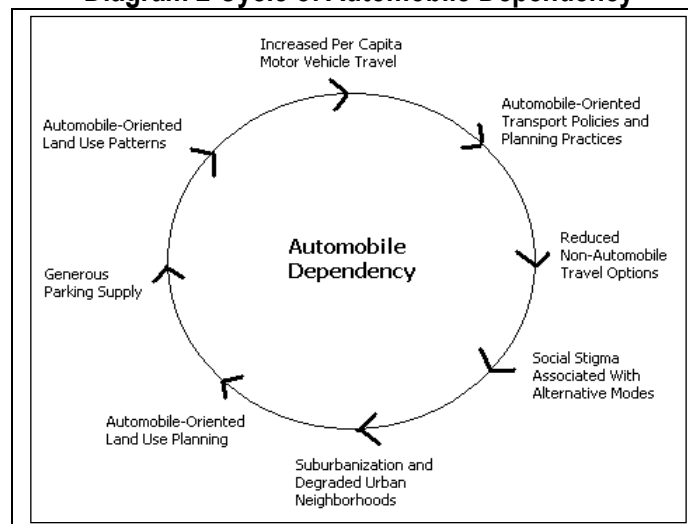 Diagram 2 Cycle of Automobile Dependency
Increased Per Capita
Motor Vehicle Travel
Automobile-Oriented
Transport Policies and
Planning Practices
Reduced
Non-Automobile
Travel Options
Social Stigma
Associated With
Alternative Modes
Suburbanization and
Degraded Urban
Neighborhoods
Automobile-Oriented
Land Use Planning
Generous
Parking Supply
Automobile-Oriented
Land Use Patterns
Automobile
Dependency